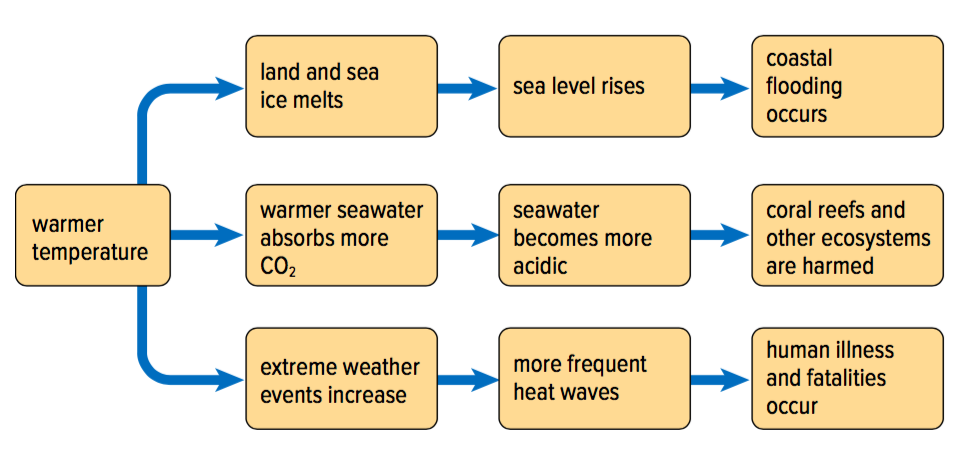 land and sea
ice melts
sea level rises
coastal
flooding
occurs
warmer
temperature
warmer seawater
absorbs more
CO₂
seawater
becomes more
acidic
coral reefs and
other ecosystems
are harmed
extreme weather
events increase
more frequent
heat waves
human illness
and fatalities
occur